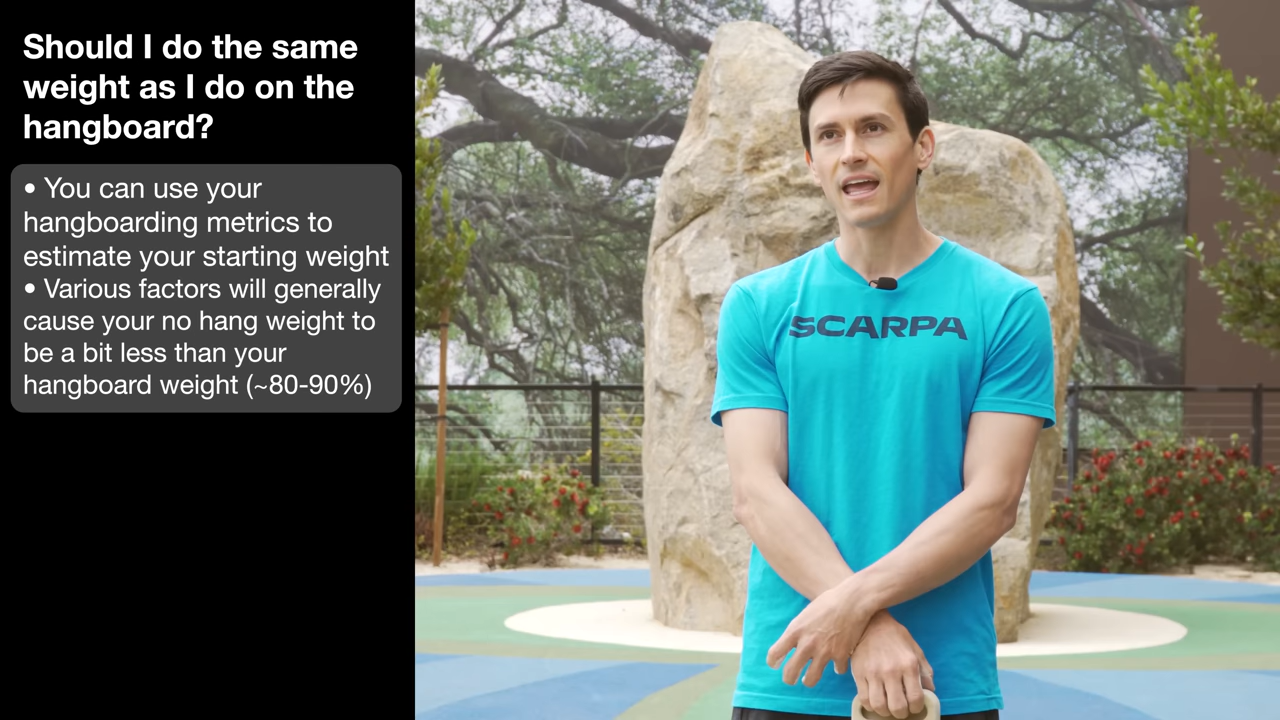 Should I do the same
weight as I do on the
hangboard?
• You can use your
hangboarding metrics to
estimate your starting weight
• Various factors will generally
cause your no hang weight to
be a bit less than your
hangboard weight (~80-90%)
SCARPA